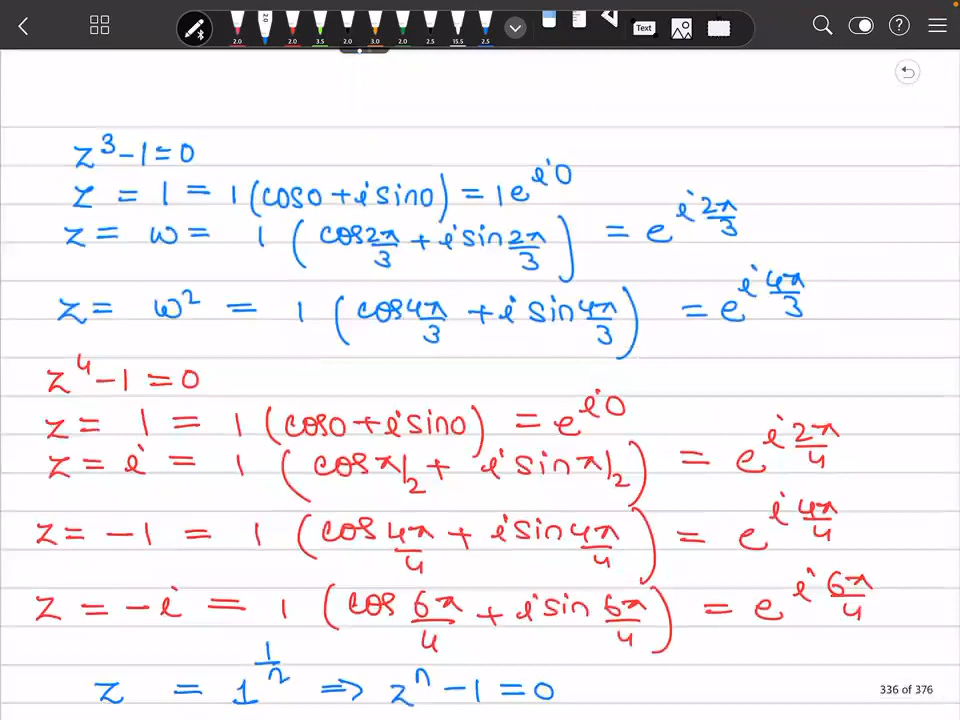 Text
z³ - 1 = 0
z = 1 = 1 (cos0 + i sin0) = 1e^{i0}
z = ω = 1 (cos 2π/3 + i sin 2π/3) = e^{i 2π/3}
z = ω² = 1 (cos 4π/3 + i sin 4π/3) = e^{i 4π/3}
z⁴ - 1 = 0
z = 1 = 1 (cos0 + i sin0) = e^{i0}
z = i = 1 (cos π/2 + i sin π/2) = e^{i 2π/4}
z = -1 = 1 (cos 4π/4 + i sin 4π/4) = e^{i 4π/4}
z = -i = 1 (cos 6π/4 + i sin 6π/4) = e^{i 6π/4}
z = 1^{1/n} ⇒ zⁿ - 1 = 0
336 of 376